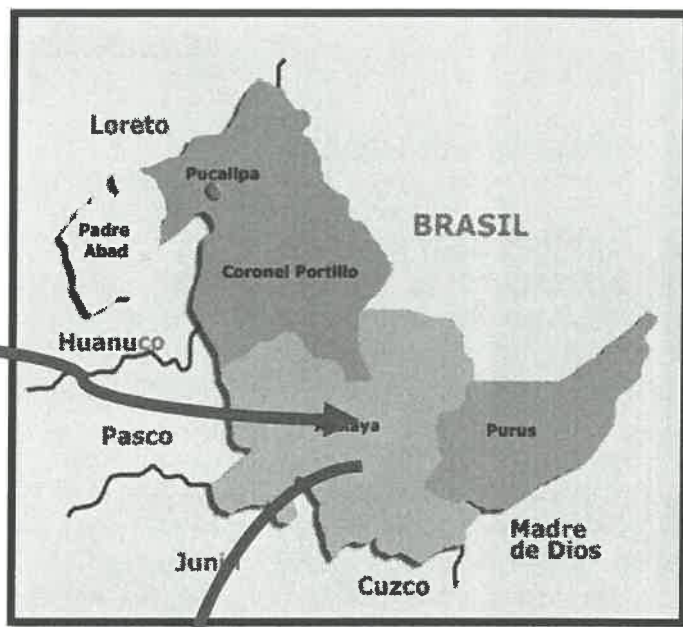 Loreto
Pucallpa
BRASIL
Padre
Abad
Coronel Portillo
Huanuco
Pasco
Purus
Madre
de Dios
Cuzco